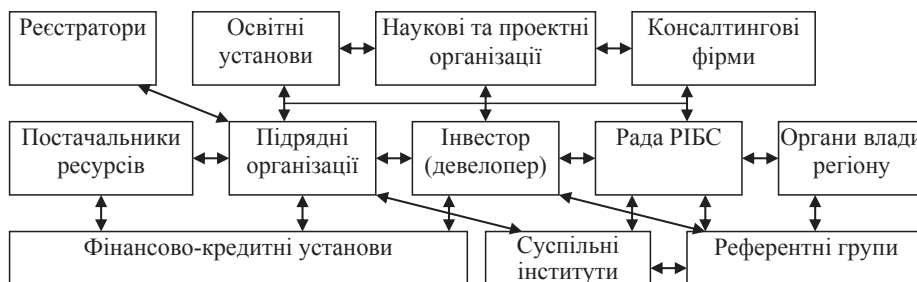 Реєстратори
Освітні
установи
Наукові та проектні
організації
Консалтингові
фірми
Постачальники
ресурсів
Підрядні
організації
Інвестор
(девелопер)
Рада РІБС
Органи влади
регіону
Фінансово-кредитні установи
Суспільні
інститути
Референтні групи